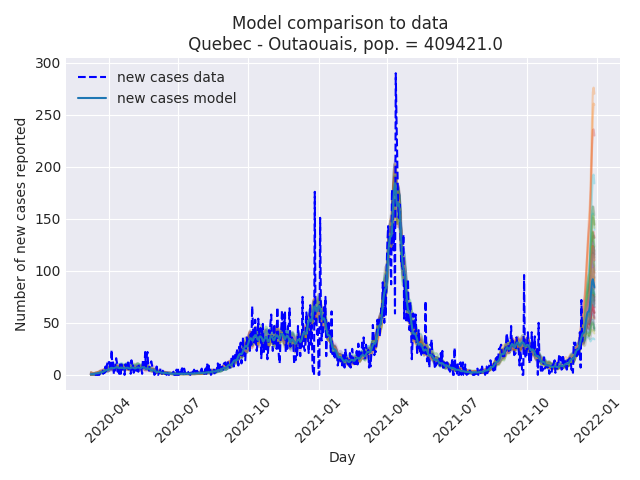 Model comparison to data
Quebec - Outaouais, pop. = 409421.0
new cases data
new cases model
Number of new cases reported
300
250
200
150
100
50
0
2020-04
2020-07
2020-10
2021-01
2021-04
2021-07
2021-10
2022-01
Day